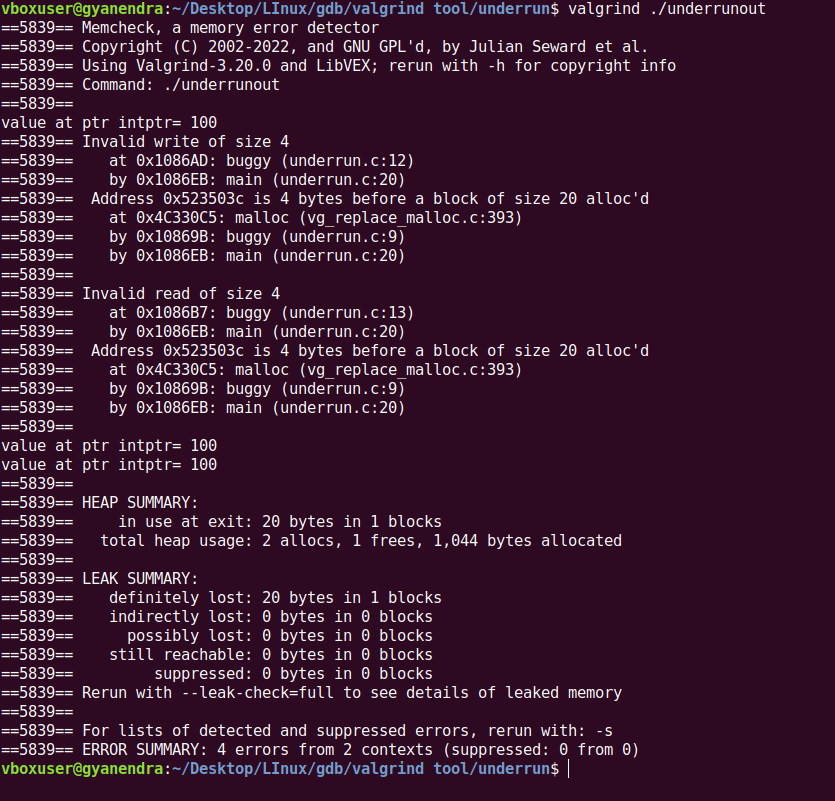 vboxuser@gyanendra:~/Desktop/LInux/gdb/valgrind tool/underrun$ valgrind ./underrunout
==5839== Memcheck, a memory error detector
==5839== Copyright (C) 2002-2022, and GNU GPL'd, by Julian Seward et al.
==5839== Using Valgrind-3.20.0 and LibVEX; rerun with -h for copyright info
==5839== Command: ./underrunout
==5839==
value at ptr intptr= 100
==5839== Invalid write of size 4
==5839==    at 0x1086AD: buggy (underrun.c:12)
==5839==    by 0x1086EB: main (underrun.c:20)
==5839==  Address 0x523503c is 4 bytes before a block of size 20 alloc'd
==5839==    at 0x4C330C5: malloc (vg_replace_malloc.c:393)
==5839==    by 0x10869B: buggy (underrun.c:9)
==5839==    by 0x1086EB: main (underrun.c:20)
==5839==
==5839== Invalid read of size 4
==5839==    at 0x1086B7: buggy (underrun.c:13)
==5839==    by 0x1086EB: main (underrun.c:20)
==5839==  Address 0x523503c is 4 bytes before a block of size 20 alloc'd
==5839==    at 0x4C330C5: malloc (vg_replace_malloc.c:393)
==5839==    by 0x10869B: buggy (underrun.c:9)
==5839==    by 0x1086EB: main (underrun.c:20)
==5839==
value at ptr intptr= 100
value at ptr intptr= 100
==5839==
==5839== HEAP SUMMARY:
==5839==     in use at exit: 20 bytes in 1 blocks
==5839==   total heap usage: 2 allocs, 1 frees, 1,044 bytes allocated
==5839==
==5839== LEAK SUMMARY:
==5839==    definitely lost: 20 bytes in 1 blocks
==5839==    indirectly lost: 0 bytes in 0 blocks
==5839==      possibly lost: 0 bytes in 0 blocks
==5839==    still reachable: 0 bytes in 0 blocks
==5839==         suppressed: 0 bytes in 0 blocks
==5839== Rerun with --leak-check=full to see details of leaked memory
==5839==
==5839== For lists of detected and suppressed errors, rerun with: -s
==5839== ERROR SUMMARY: 4 errors from 2 contexts (suppressed: 0 from 0)
vboxuser@gyanendra:~/Desktop/LInux/gdb/valgrind tool/underrun$